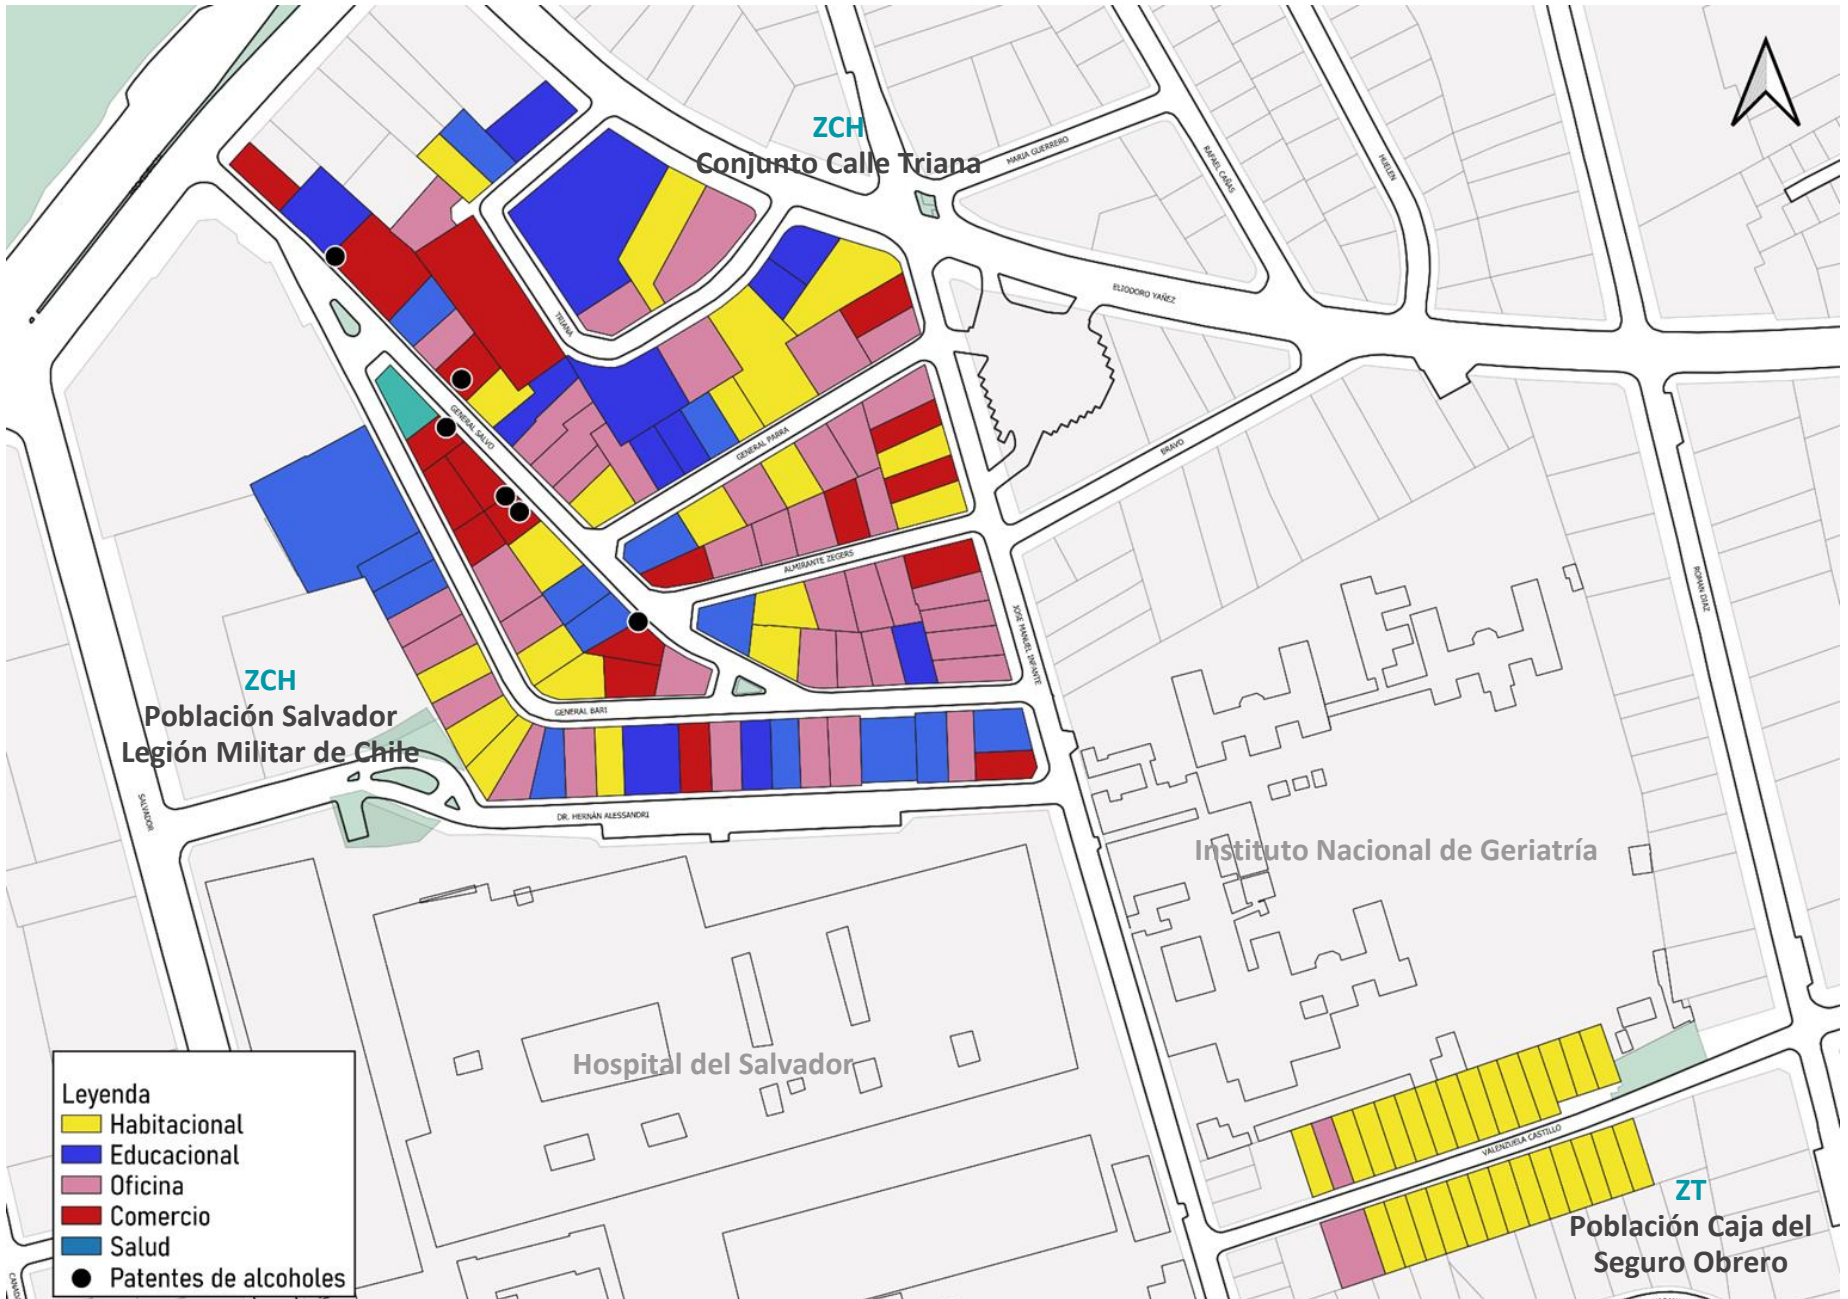 ZCH
Conjunto Calle Triana
MARIA GUERRERO
RAFAEL CAÑAS
HUELEN
ELIODORO YAÑEZ
TRIANA
GENERAL SALVO
GENERAL PARRA
BRAVO
ALMIRANTE ZEGERS
ROMAN DIAZ
JOSE MANUEL INFANTE
ZCH
Población Salvador
Legión Militar de Chile
GENERAL BARI
SALVADOR
DR. HERNÁN ALESSANDRI
Instituto Nacional de Geriatría
Hospital del Salvador
VALENZUELA CASTILLO
ZT
Población Caja del
Seguro Obrero
Leyenda
Habitacional
Educacional
Oficina
Comercio
Salud
Patentes de alcoholes